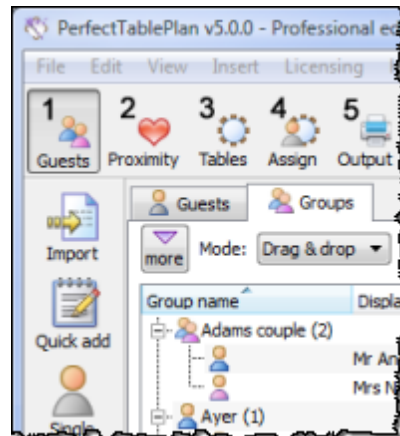 PerfectTablePlan v5.0.0 - Professional ed
File Edit View Insert Licensing
1 2 3 4 5
Guests Proximity Tables Assign Output
Guests Groups
Import
more Mode: Drag & drop
Group name Displa
Quick add
Adams couple (2)
Mr An
Mrs N
Single
Ayer (1)